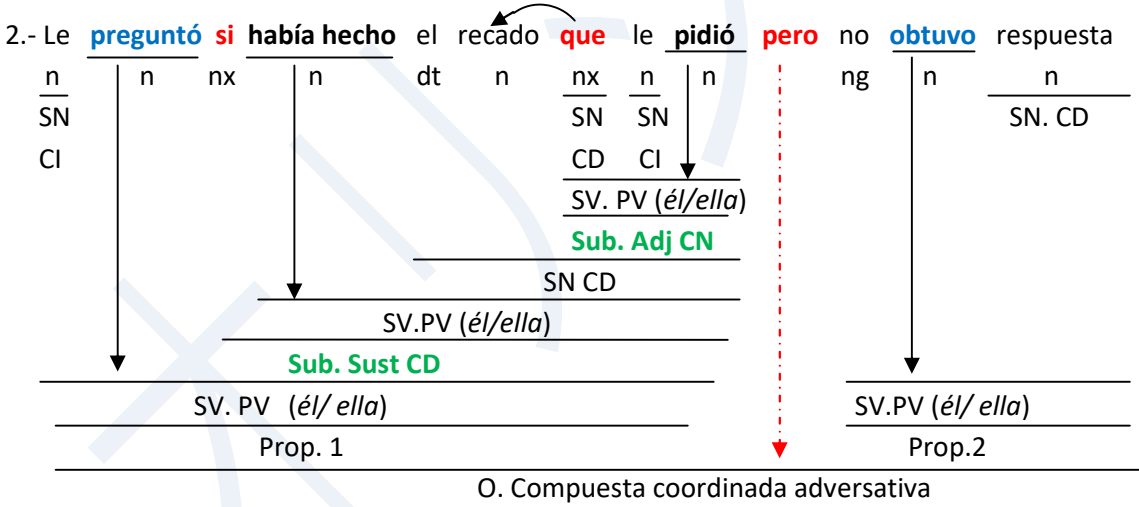 2.- Le preguntó si había hecho el recado que le pidió pero no obtuvo respuesta
n n nx n dt n nx n n ng n n
SN SN SN SN. CD
CI CD CI
SV. PV (él/ella)
Sub. Adj CN
SN CD
SV.PV (él/ella)
Sub. Sust CD
SV. PV (él/ ella) SV.PV (él/ ella)
Prop. 1 Prop.2
O. Compuesta coordinada adversativa